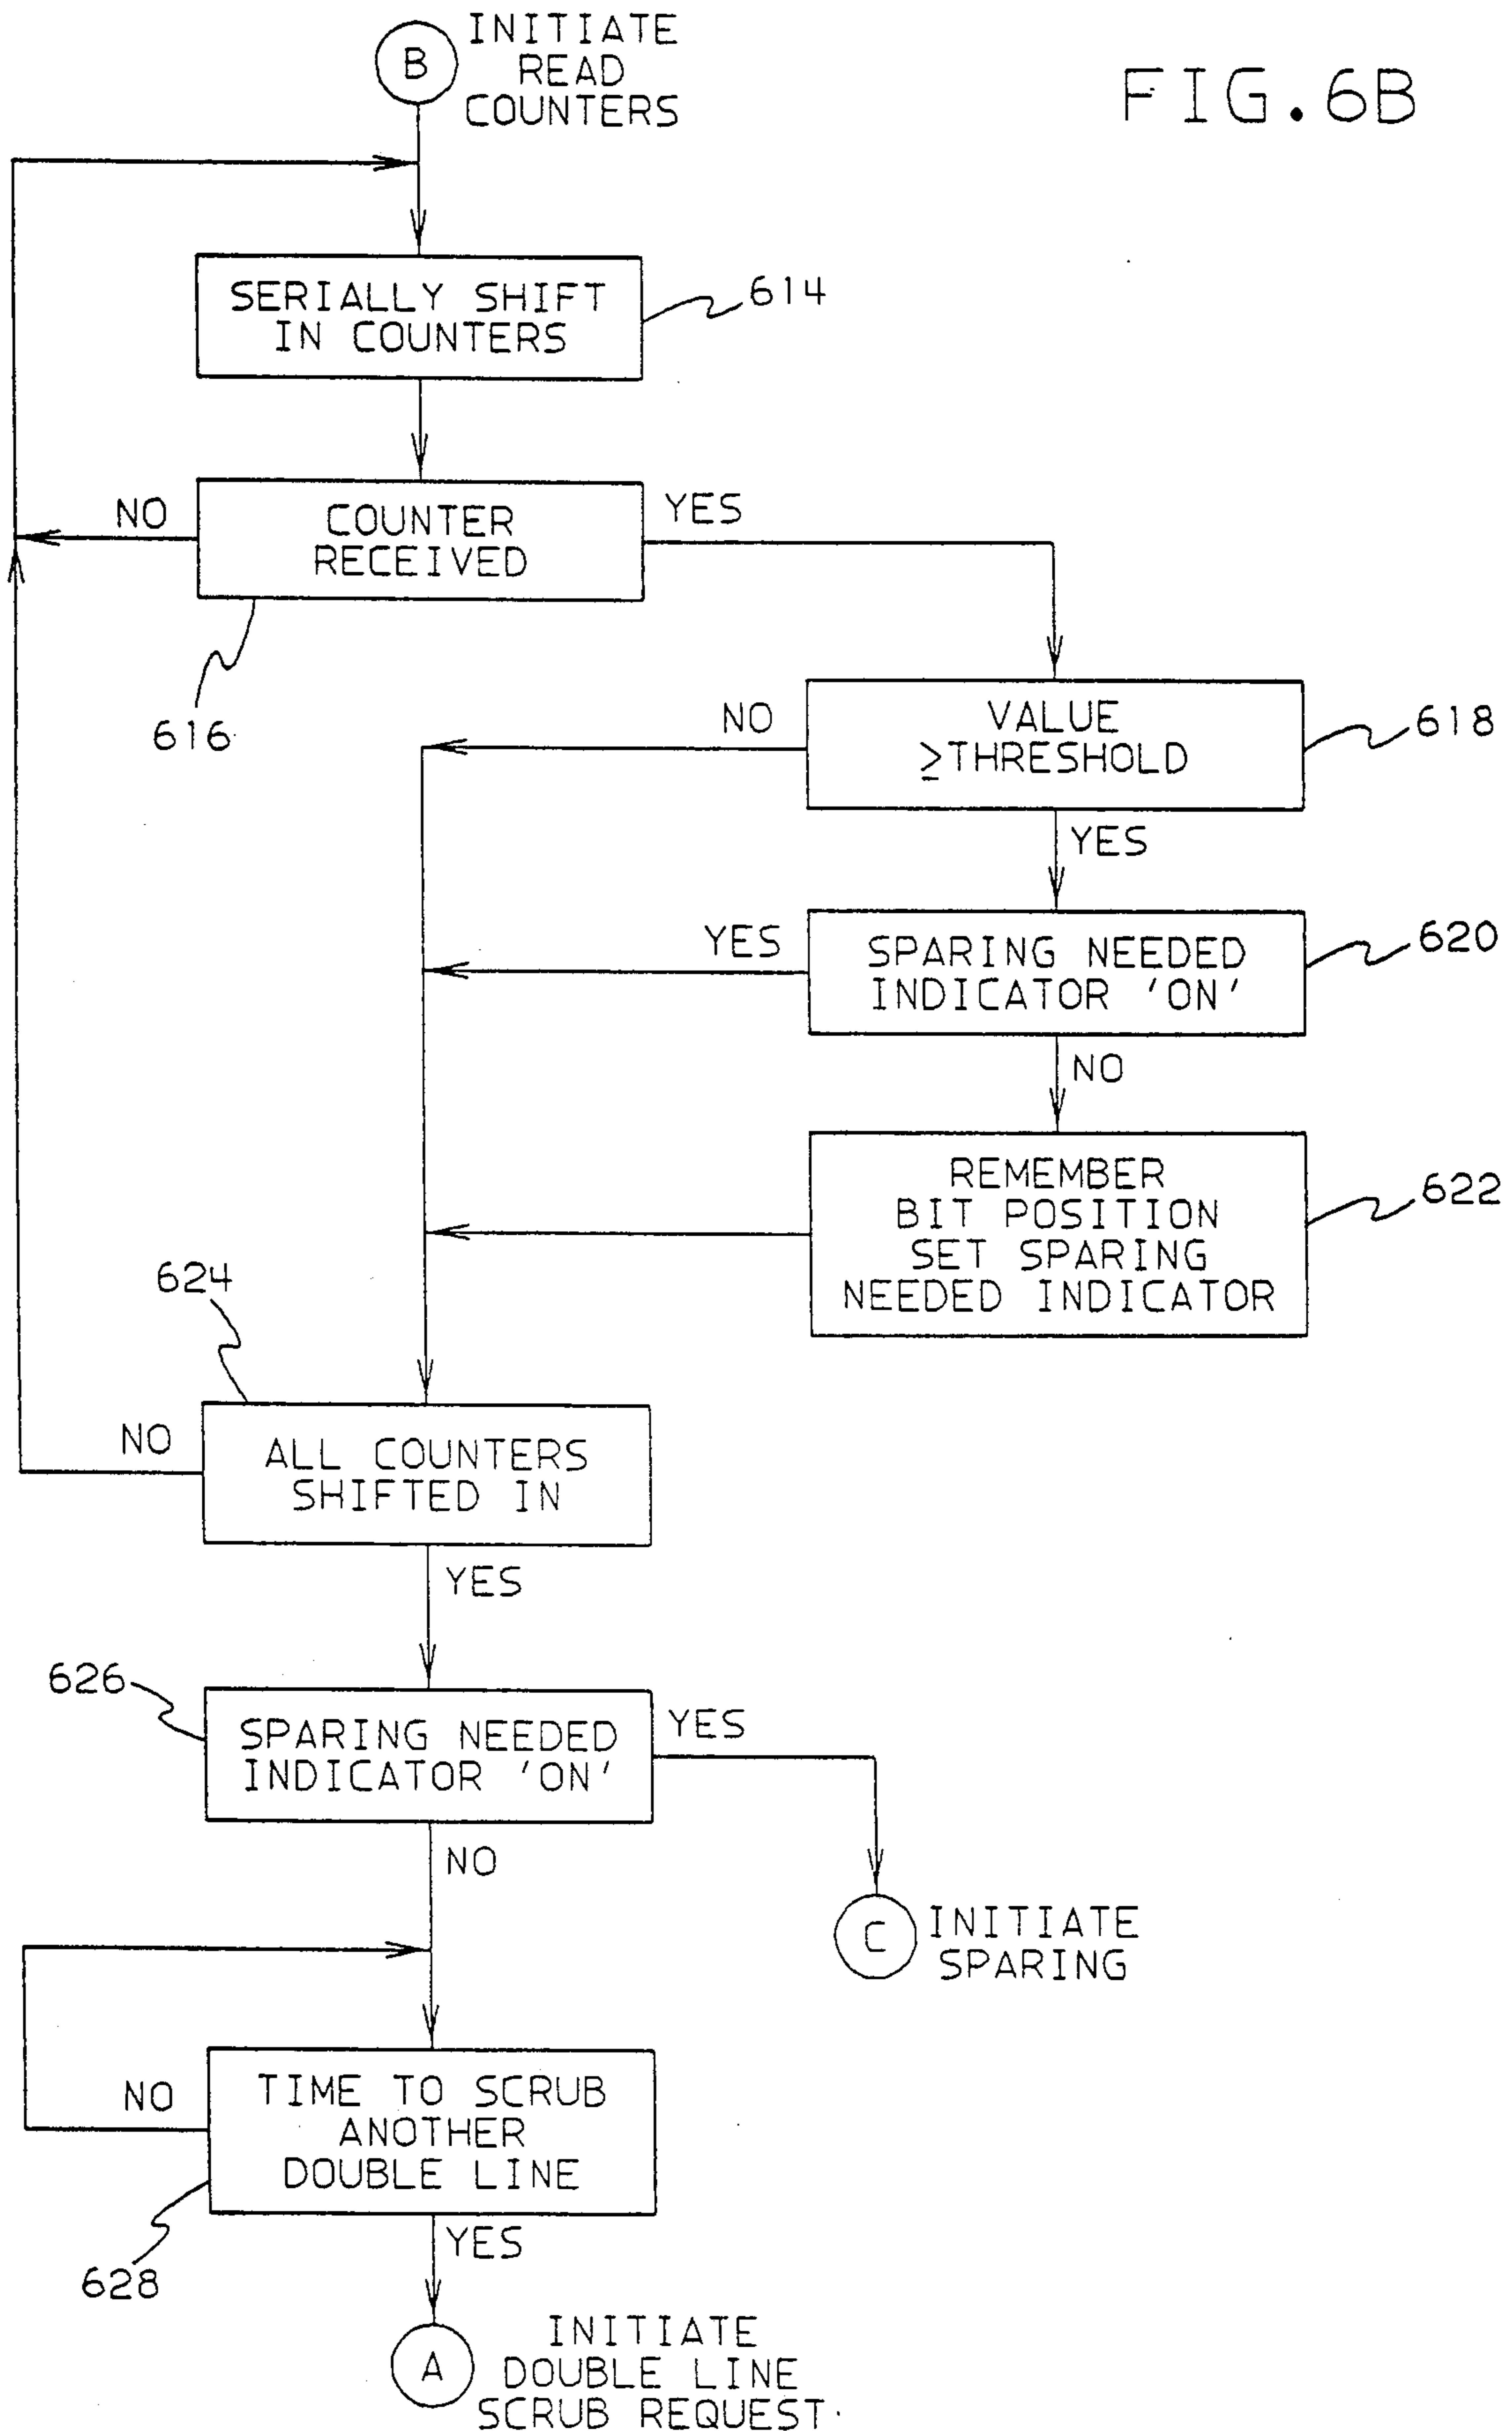 B
INITIATE
READ
COUNTERS
FIG.6B
SERIALLY SHIFT
IN COUNTERS
614
NO
COUNTER
RECEIVED
YES
616
NO
VALUE
≥THRESHOLD
618
YES
YES
SPARING NEEDED
INDICATOR 'ON'
620
NO
REMEMBER
BIT POSITION
SET SPARING
NEEDED INDICATOR
622
624
NO
ALL COUNTERS
SHIFTED IN
YES
626
SPARING NEEDED
INDICATOR 'ON'
YES
NO
C
INITIATE
SPARING
NO
TIME TO SCRUB
ANOTHER
DOUBLE LINE
628
YES
A
INITIATE
DOUBLE LINE
SCRUB REQUEST